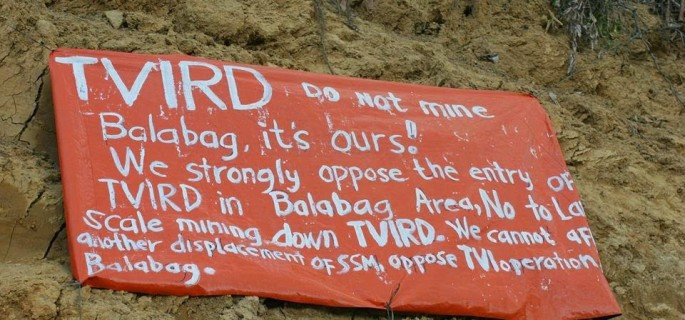 TVIRD DO NOT mine
Balabag, it's ours!
We strongly oppose the entry of
TVIRD in Balabag Area, No to
Scale mining down TVIRD. We cannot
another displacement of SSM, oppose TVI operation
Balabag.